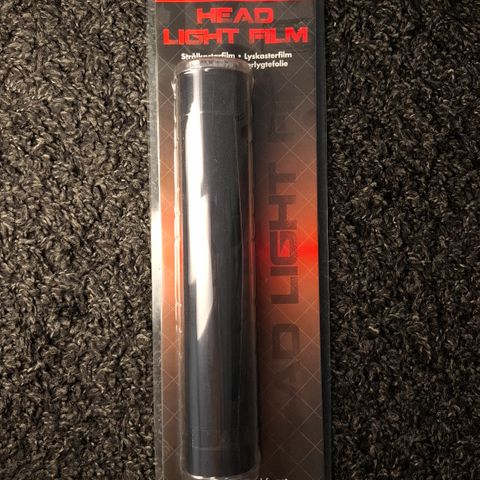 HEAD
LIGHT FILM
Strålkastarfilm • Lyskasterfilm
HEAD LIGHT F